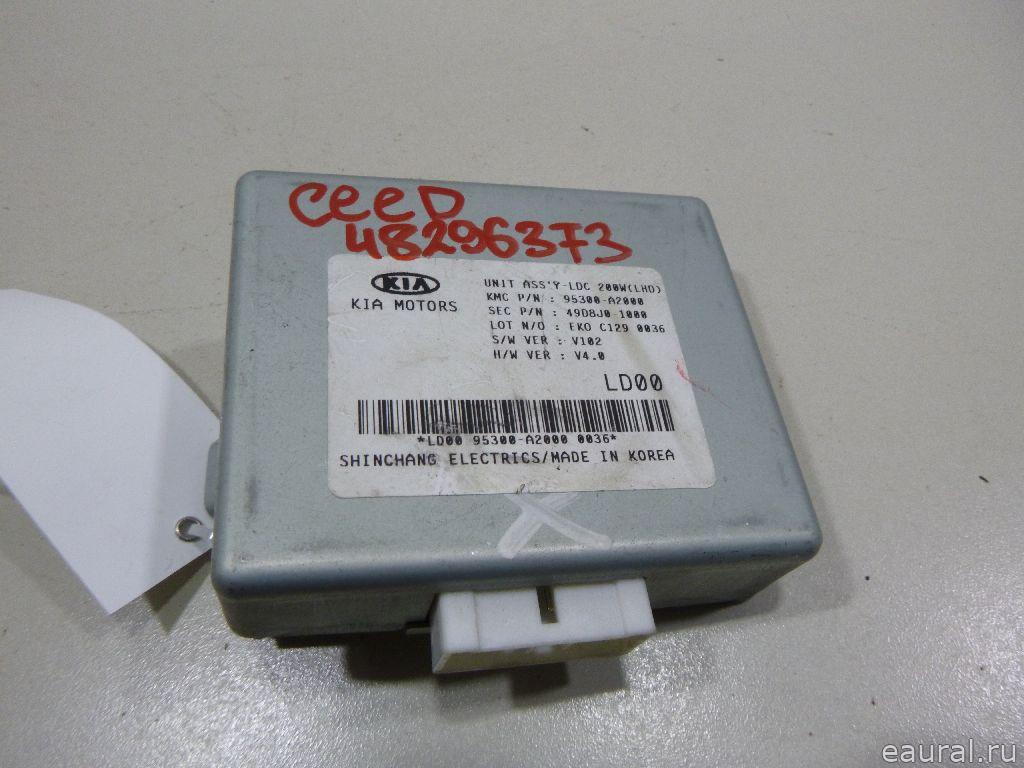 CEED
48296373
KIA
KIA MOTORS
UNIT ASS'Y-LDC 200W(LHD)
KMC P/N : 95300-A2000
SEC P/N : 49D8J0-1000
LOT N/O : EKO C129 0036
S/W VER : V102
H/W VER : V4.0
LD00
*LD00 95300-A2000 0036*
SHINCHANG ELECTRICS/MADE IN KOREA
X
eaural.ru